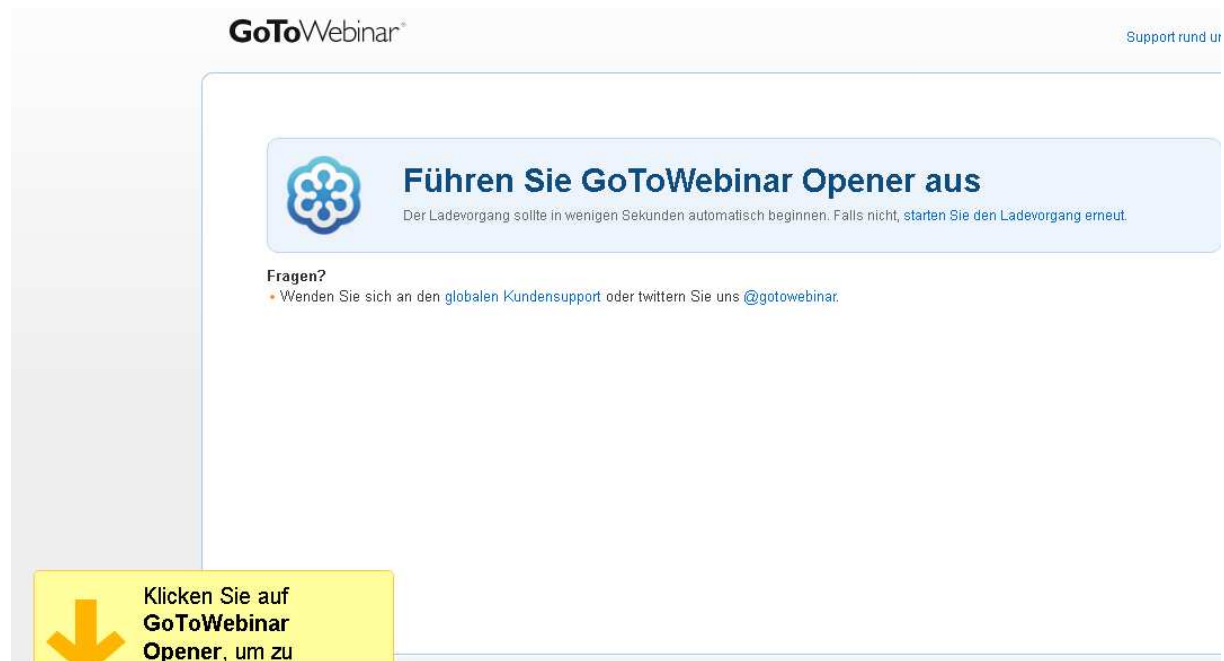 GoToWebinar
Support rund
Führen Sie GoToWebinar Opener aus
Der Ladevorgang sollte in wenigen Sekunden automatisch beginnen. Falls nicht, starten Sie den Ladevorgang erneut.
Fragen?
• Wenden Sie sich an den globalen Kundensupport oder twittern Sie uns @gotowebinar.
Klicken Sie auf
GoToWebinar
Opener, um zu